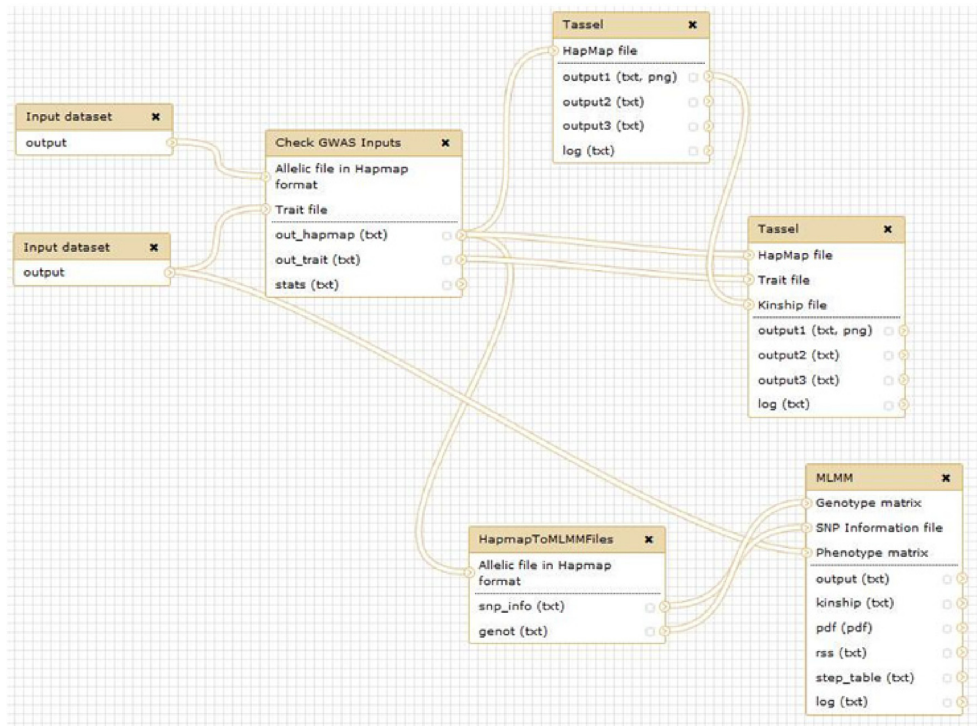 Tassel ✖
HapMap file
output1 (txt, png)
output2 (txt)
output3 (txt)
log (txt)
Input dataset ✖
output
Check GWAS Inputs ✖
Allelic file in Hapmap
format
Trait file
out_hapmap (txt)
out_trait (txt)
stats (txt)
Input dataset ✖
output
Tassel ✖
HapMap file
Trait file
Kinship file
output1 (txt, png)
output2 (txt)
output3 (txt)
log (txt)
HapmapToMLMMFiles ✖
Allelic file in Hapmap
format
snp_info (txt)
genot (txt)
MLMM ✖
Genotype matrix
SNP Information file
Phenotype matrix
output (txt)
kinship (txt)
pdf (pdf)
rss (txt)
step_table (txt)
log (txt)